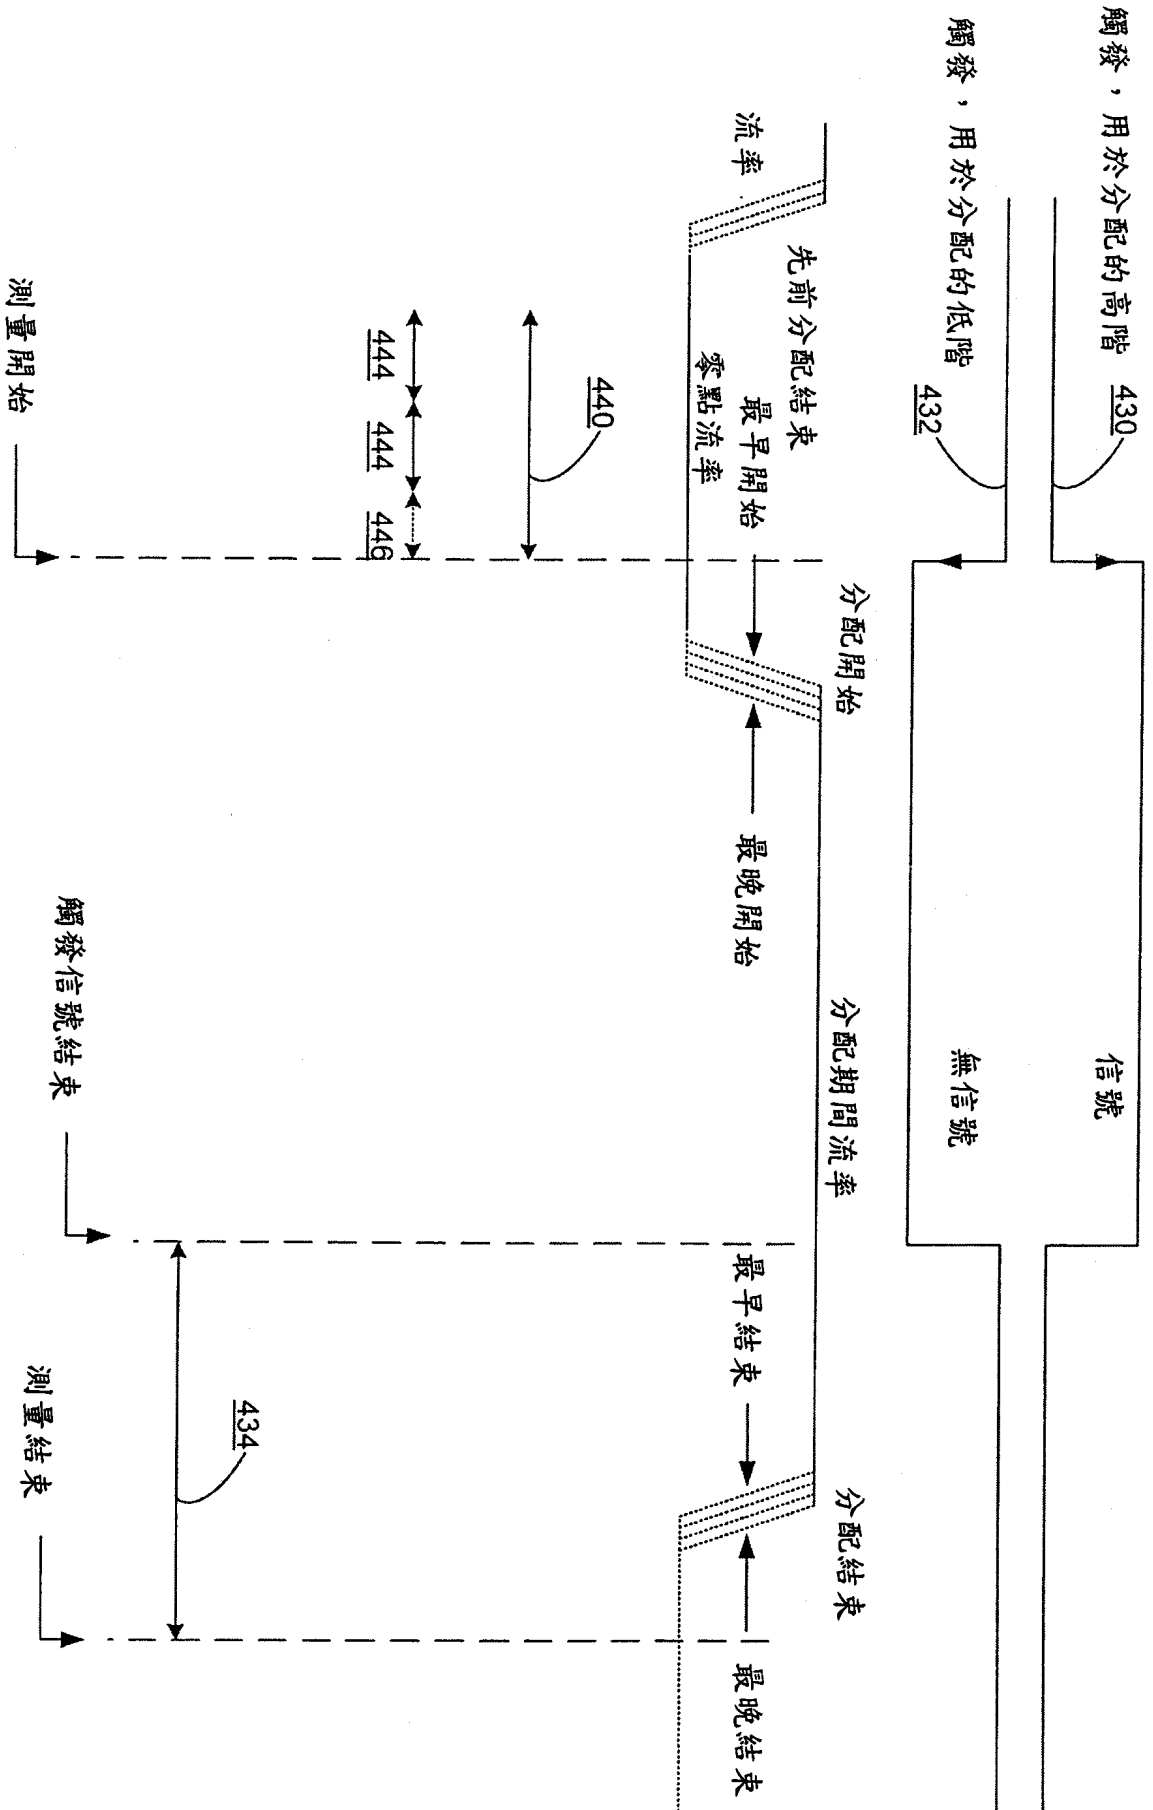 觸發，用於分配的高階
430
信號
觸發，用於分配的低階
432
無信號
分配開始
分配期間流率
分配結束
流率
先前分配結束
最早開始
最晚開始
最早結束
最晚結束
零點流率
440
444
444
446
434
觸發信號結束
測量開始
測量結束